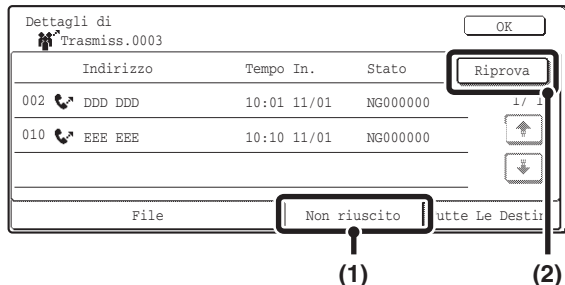 Dettagli di
Trasmiss.0003
OK
Indirizzo Tempo In. Stato Riprova
002 DDD DDD 10:01 11/01 NG000000 1/ 1
010 EEE EEE 10:10 11/01 NG000000
File Non riuscito utte Le Destin
(1) (2)